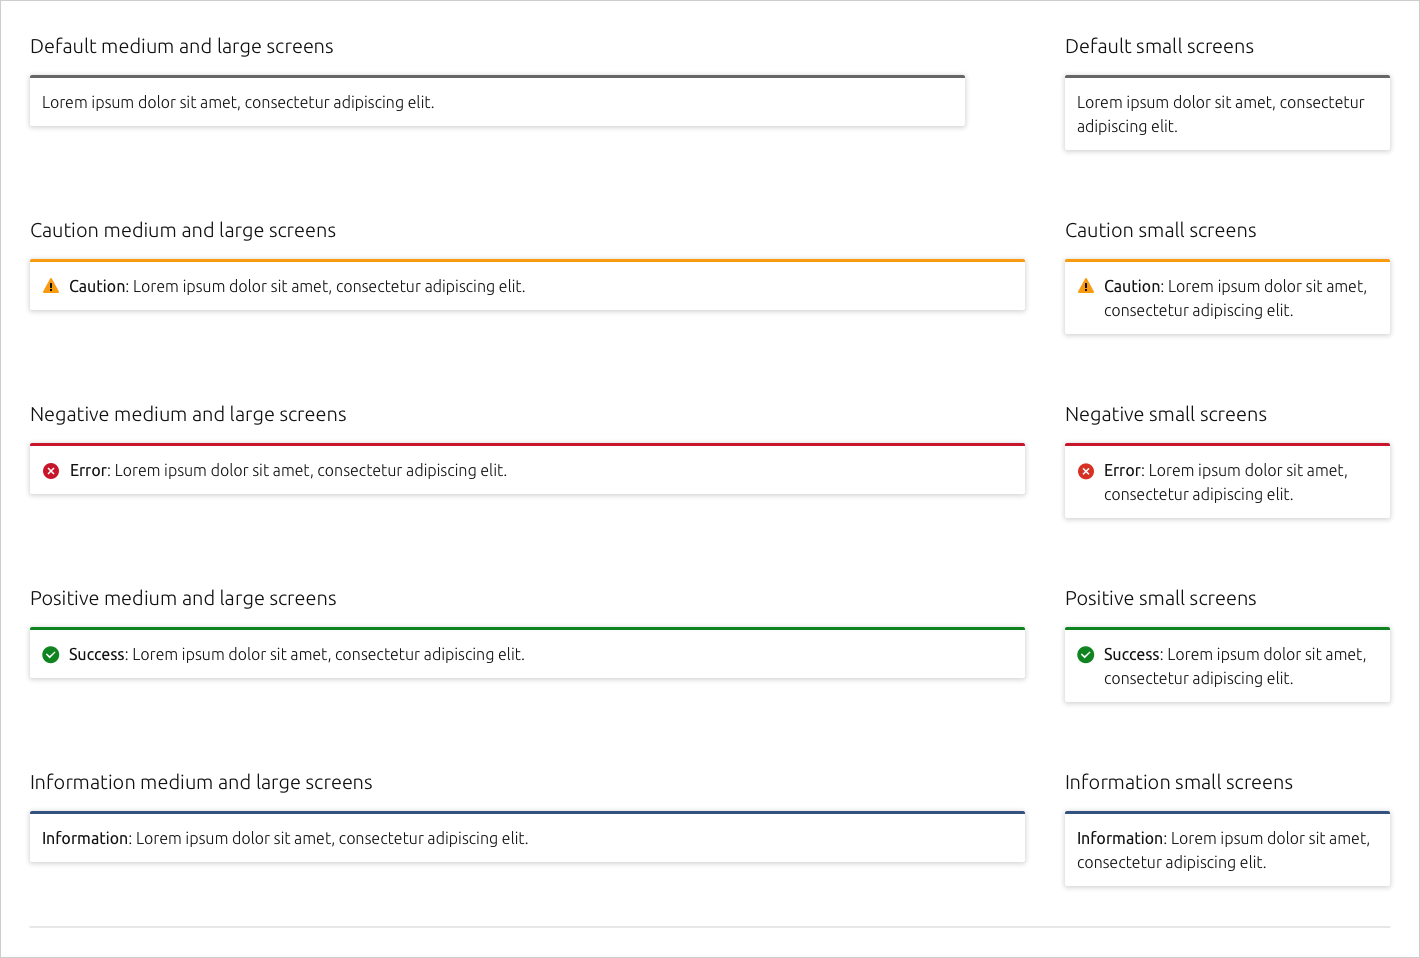 Default medium and large screens
Lorem ipsum dolor sit amet, consectetur adipiscing elit.
Default small screens
Lorem ipsum dolor sit amet, consectetur
adipiscing elit.
Caution medium and large screens
Caution: Lorem ipsum dolor sit amet, consectetur adipiscing elit.
Caution small screens
Caution: Lorem ipsum dolor sit amet,
consectetur adipiscing elit.
Negative medium and large screens
Error: Lorem ipsum dolor sit amet, consectetur adipiscing elit.
Negative small screens
Error: Lorem ipsum dolor sit amet,
consectetur adipiscing elit.
Positive medium and large screens
Success: Lorem ipsum dolor sit amet, consectetur adipiscing elit.
Positive small screens
Success: Lorem ipsum dolor sit amet,
consectetur adipiscing elit.
Information medium and large screens
Information: Lorem ipsum dolor sit amet, consectetur adipiscing elit.
Information small screens
Information: Lorem ipsum dolor sit amet,
consectetur adipiscing elit.